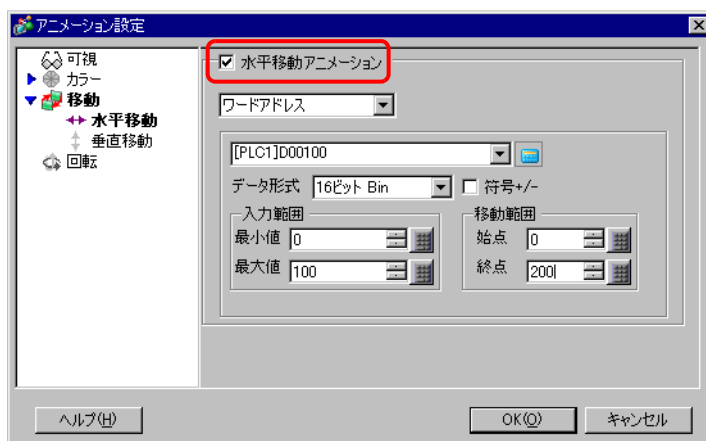 アニメーション設定
可視
カラー
移動
水平移動
垂直移動
回転
水平移動アニメーション
ワードアドレス
[PLC1]D00100
データ形式 16ビット Bin 符号+/-
入力範囲
最小値 0
最大値 100
移動範囲
始点 0
終点 200
ヘルプ(H) OK(O) キャンセル